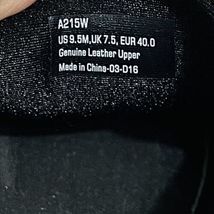 A215W
US 9.5M, UK 7.5, EUR 40.0
Genuine Leather Upper
Made in China-03-D16